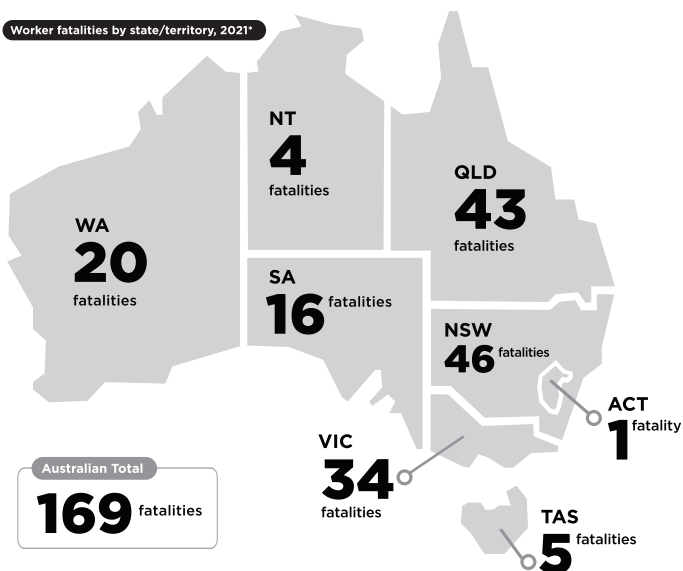 Worker fatalities by state/territory, 2021*
NT
4
fatalities
QLD
43
fatalities
WA
20
fatalities
SA
16 fatalities
NSW
46 fatalities
ACT
1 fatality
VIC
34
fatalities
Australian Total
169 fatalities
TAS
5 fatalities